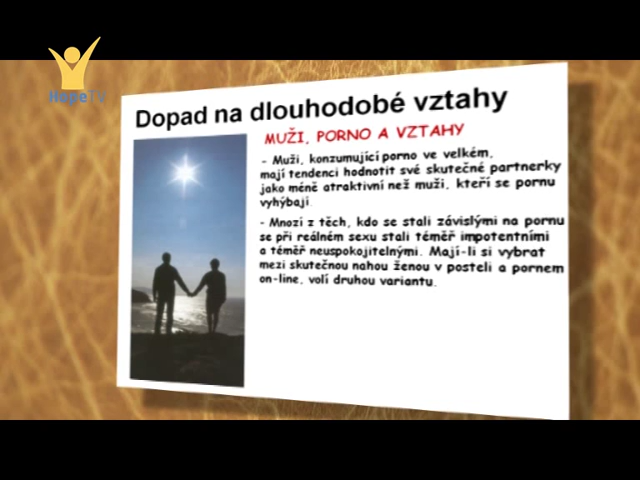 HopeTV
Dopad na dlouhodobé vztahy
MUŽI, PORNO A VZTAHY
- Muži, konzumující porno ve velkém,
mají tendenci hodnotit své skutečné partnerky
jako méně atraktivní než muži, kteří se pornu
vyhýbají.
- Mnozí z těch, kdo se stali závislými na pornu
se při reálném sexu stali téměř impotentními
a téměř neuspokojitelnými. Mají-li si vybrat
mezi skutečnou nahou ženou v posteli a pornem
on-line, volí druhou variantu.